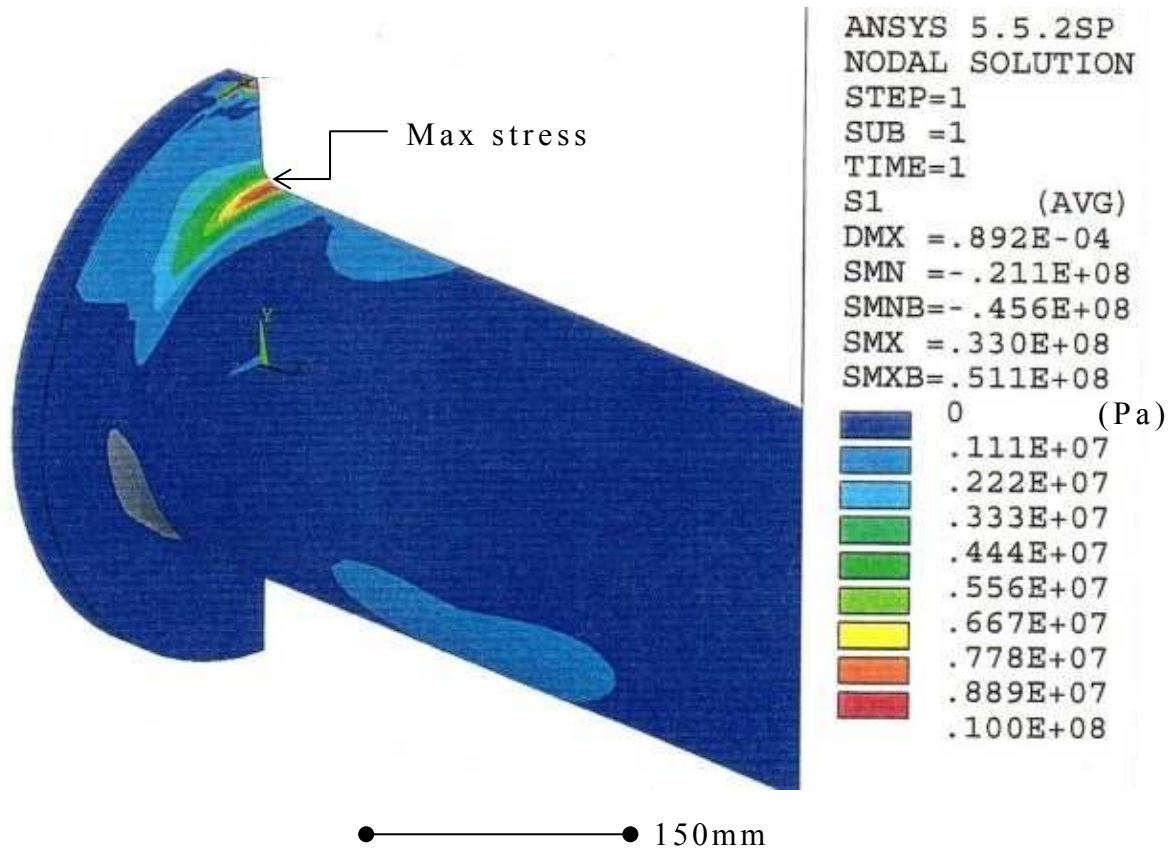 ANSYS 5.5.2SP
NODAL SOLUTION
STEP=1
SUB =1
TIME=1
S1 (AVG)
DMX =.892E-04
SMN =-.211E+08
SMNB=-.456E+08
SMX =.330E+08
SMXB=.511E+08
0 (Pa)
.111E+07
.222E+07
.333E+07
.444E+07
.556E+07
.667E+07
.778E+07
.889E+07
.100E+08
Max stress
Y
150mm